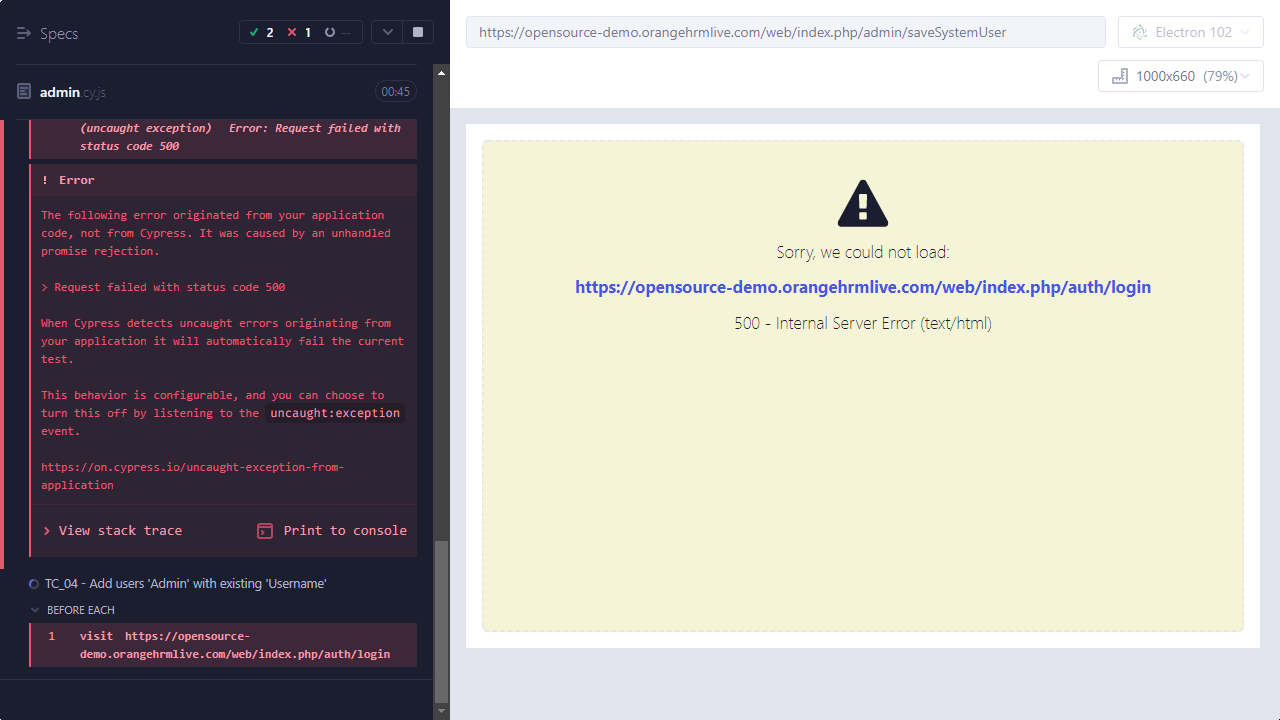 Specs
2 1 --
admin.cy.js 00:45
(uncaught exception) Error: Request failed with
status code 500
! Error
The following error originated from your application
code, not from Cypress. It was caused by an unhandled
promise rejection.
> Request failed with status code 500
When Cypress detects uncaught errors originating from
your application it will automatically fail the current
test.
This behavior is configurable, and you can choose to
turn this off by listening to the uncaught:exception
event.
https://on.cypress.io/uncaught-exception-from-
application
> View stack trace Print to console
TC_04 - Add users 'Admin' with existing 'Username'
BEFORE EACH
1 visit https://opensource-
demo.orangehrmlive.com/web/index.php/auth/login
https://opensource-demo.orangehrmlive.com/web/index.php/admin/saveSystemUser
Electron 102
1000x660 (79%)
Sorry, we could not load:
https://opensource-demo.orangehrmlive.com/web/index.php/auth/login
500 - Internal Server Error (text/html)